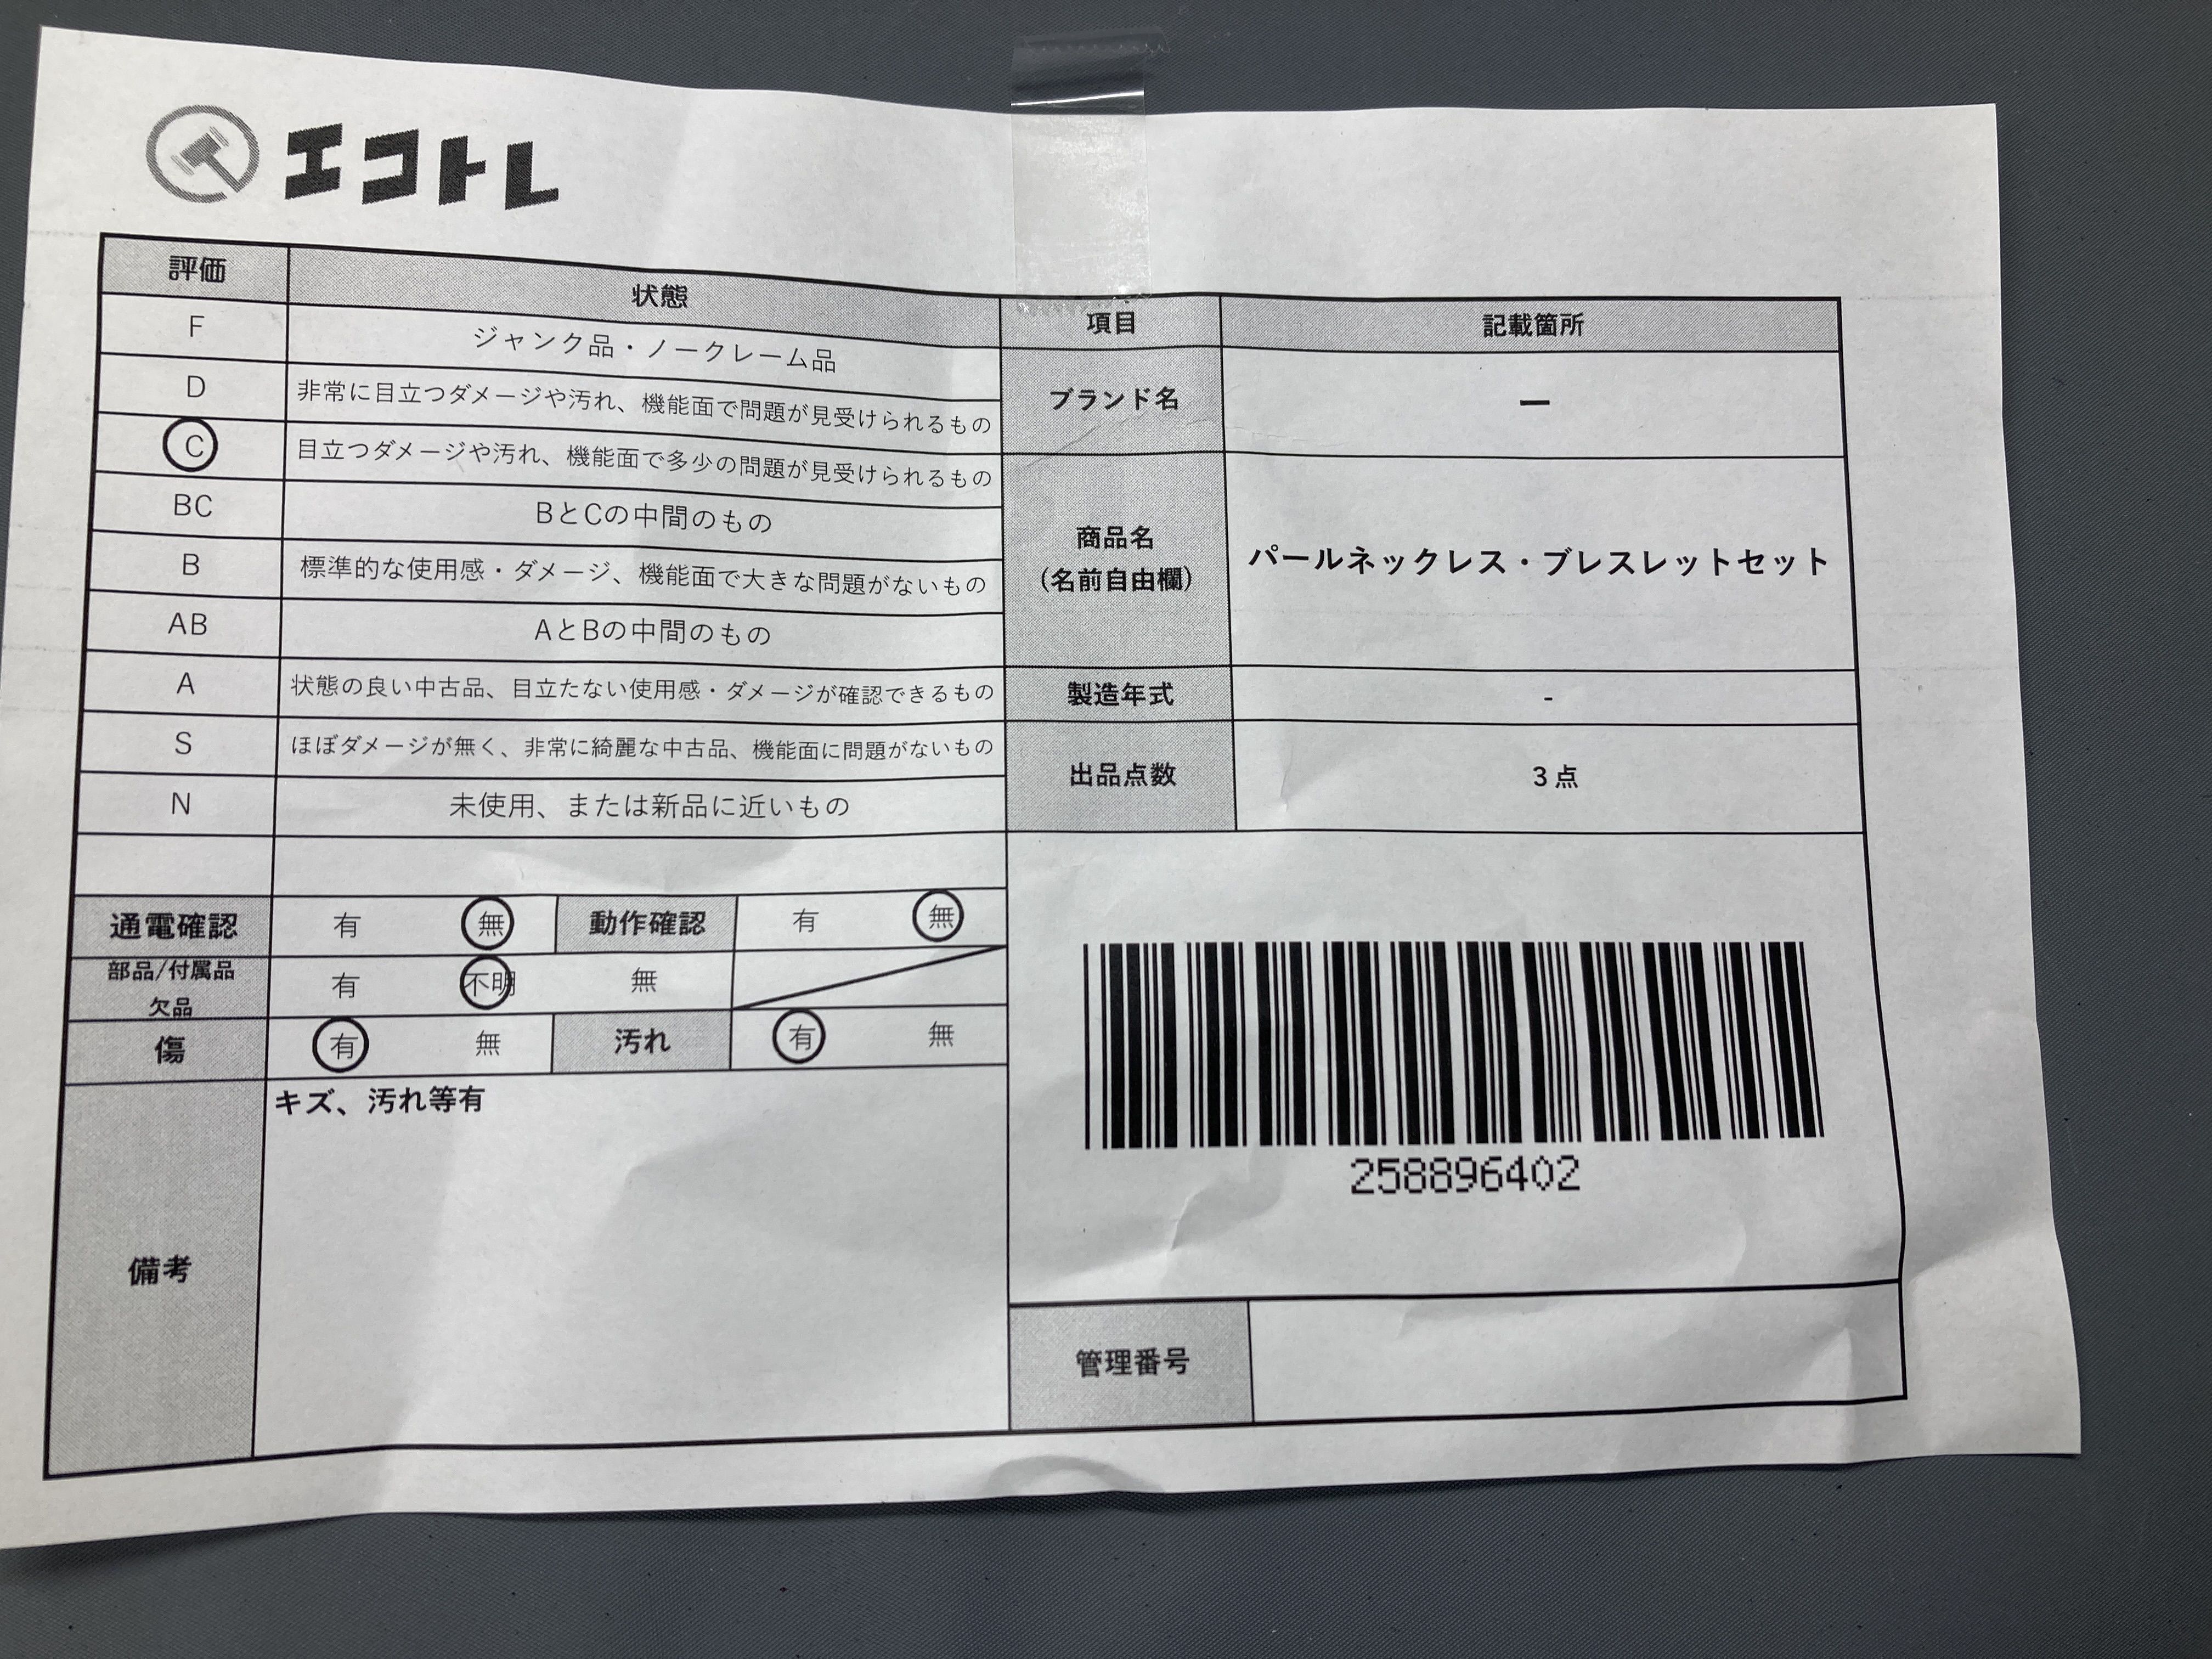 エコトレ
評価 状態
F ジャンク品・ノークレーム品
D 非常に目立つダメージや汚れ、機能面で問題が見受けられるもの
C 目立つダメージや汚れ、機能面で多少の問題が見受けられるもの
BC BとCの中間のもの
B 標準的な使用感・ダメージ、機能面で大きな問題がないもの
AB AとBの中間のもの
A 状態の良い中古品、目立たない使用感・ダメージが確認できるもの
S ほぼダメージが無く、非常に綺麗な中古品、機能面に問題がないもの
N 未使用、または新品に近いもの
通電確認 有 無 動作確認 有 無
部品/付属品
欠品 有 不明 無
傷 有 無 汚れ 有 無
備考 キズ、汚れ等有
項目 記載箇所
ブランド名 ー
商品名
(名前自由欄) パールネックレス・ブレスレットセット
製造年式 -
出品点数 3点
258896402
管理番号